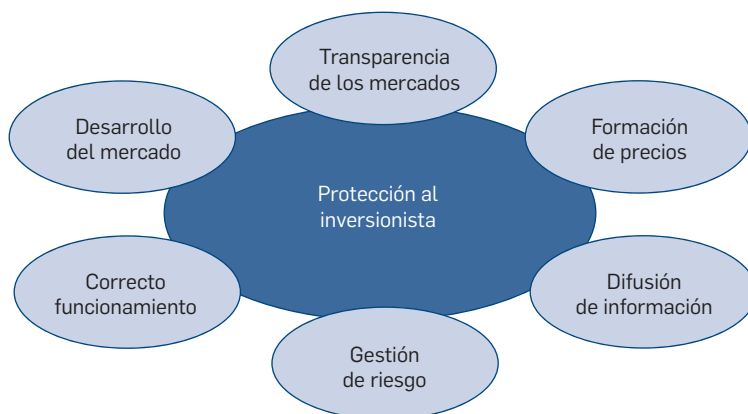 Transparencia
de los mercados
Desarrollo
del mercado
Formación
de precios
Protección al
inversionista
Correcto
funcionamiento
Difusión
de información
Gestión
de riesgo